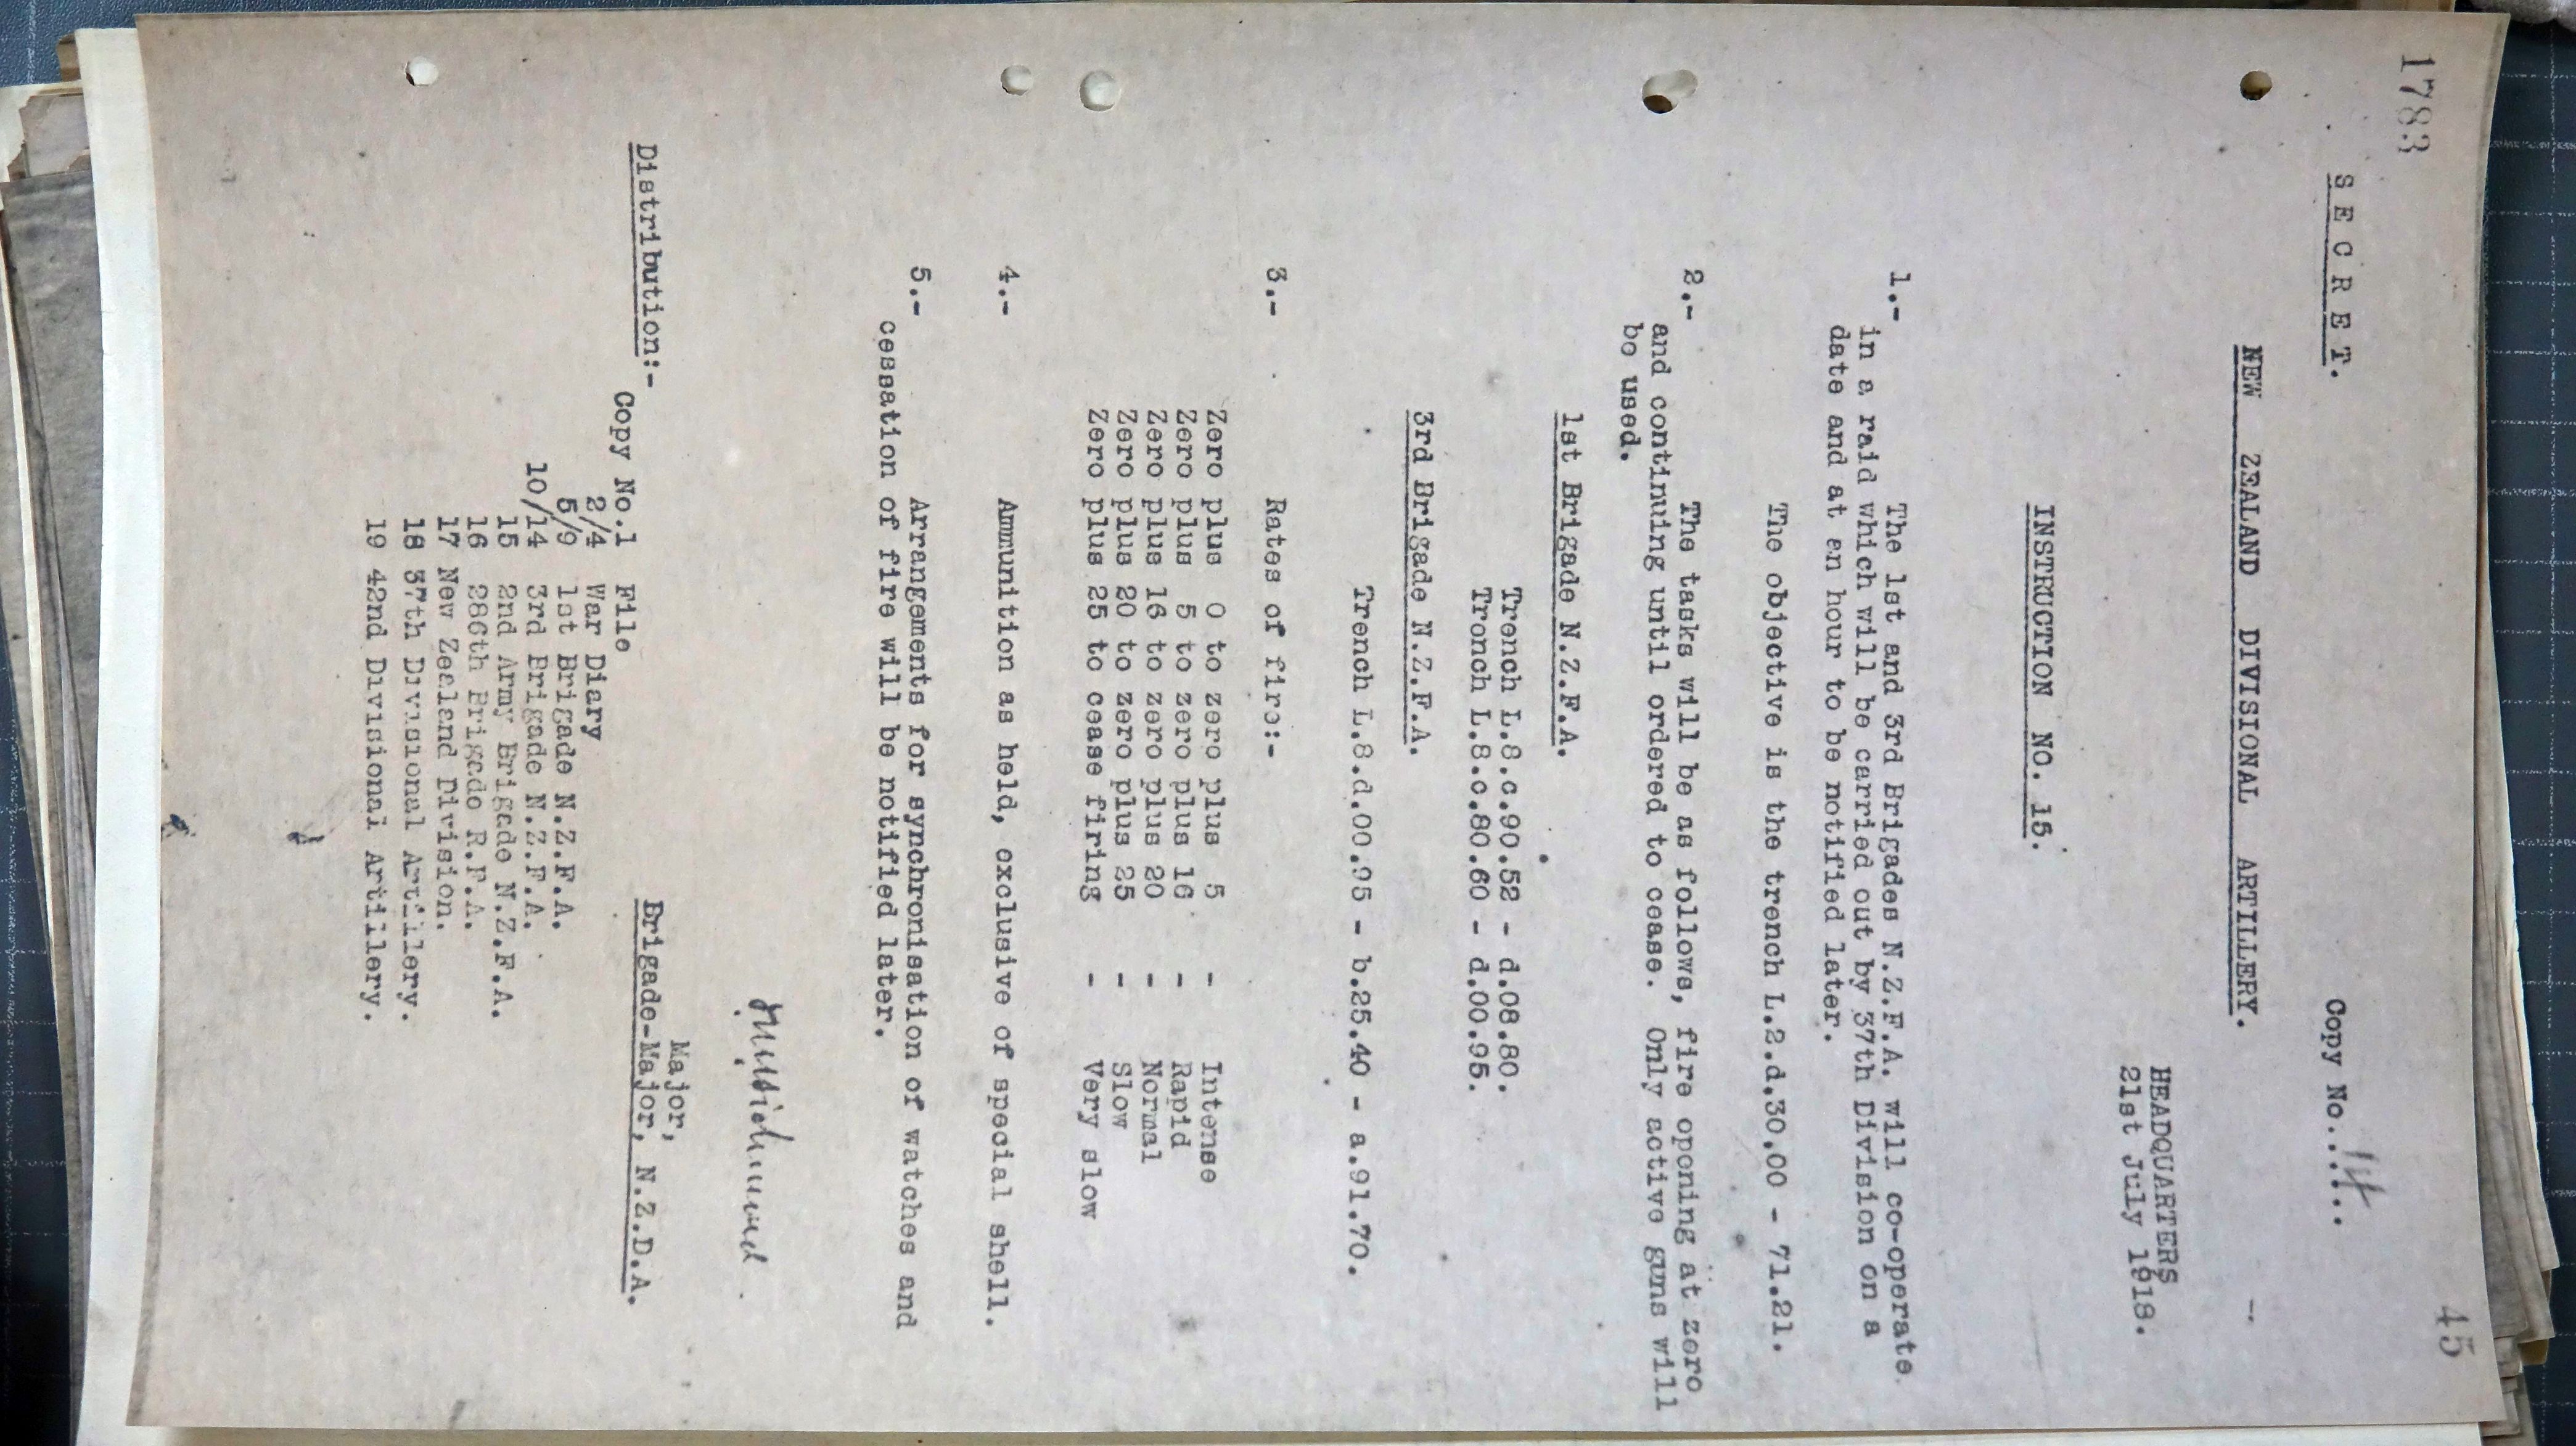 1783
45
S E C R E T.
Copy No. 14
NEW ZEALAND DIVISIONAL ARTILLERY.
HEADQUARTERS
21st July 1918.
INSTRUCTION NO. 15.
1.- The 1st and 3rd Brigades N.Z.F.A. will co-operate
in a raid which will be carried out by 37th Division on a
date and at an hour to be notified later.
The objective is the trench L.2.d.30.00 - 71.21.
2.- The tasks will be as follows, fire opening at zero
and continuing until ordered to cease. Only active guns will
be used.
1st Brigade N.Z.F.A.
Trench L.8.c.90.52 - d.08.80.
Trench L.8.c.80.60 - d.00.95.
3rd Brigade N.Z.F.A.
Trench L.8.d.00.95 - b.25.40 - a.91.70.
3.- Rates of fire:-
Zero plus 0 to zero plus 5 - Intense
Zero plus 5 to zero plus 16 - Rapid
Zero plus 16 to zero plus 20 - Normal
Zero plus 20 to zero plus 25 - Slow
Zero plus 25 to cease firing - Very slow
4.- Ammunition as held, exclusive of special shell.
5.- Arrangements for synchronisation of watches and
cessation of fire will be notified later.
Major,
Brigade-Major, N.Z.D.A.
Distribution:-
Copy No.1 File
2/4 War Diary
5/9 1st Brigade N.Z.F.A.
10/14 3rd Brigade N.Z.F.A.
15 2nd Army Brigade N.Z.F.A.
16 286th Brigade R.F.A.
17 New Zealand Division.
18 37th Divisional Artillery.
19 42nd Divisional Artillery.